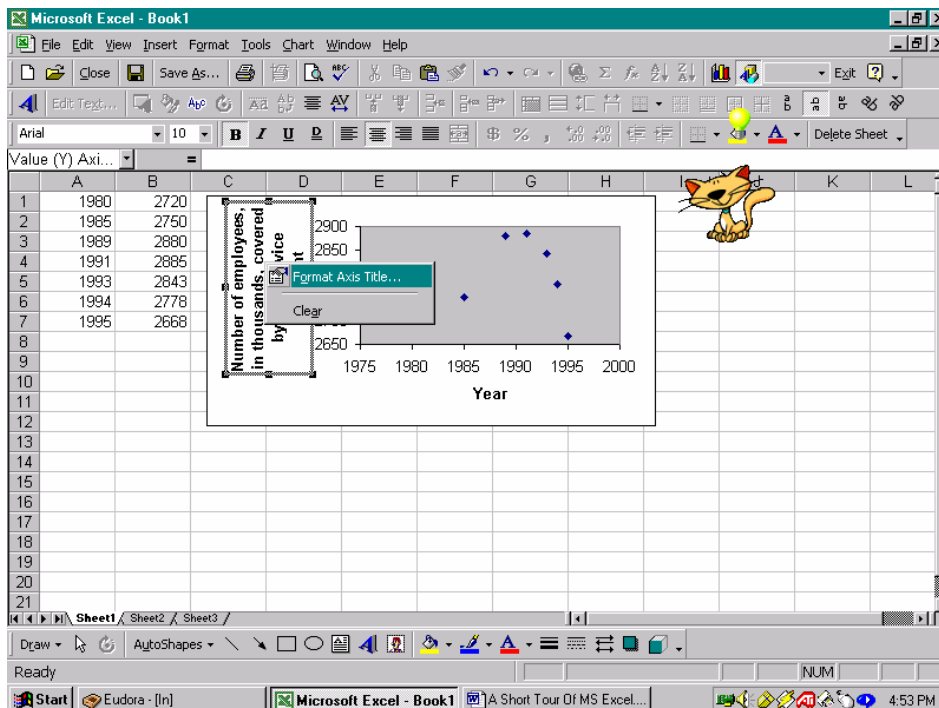 Microsoft Excel - Book1
File Edit View Insert Format Tools Chart Window Help
Close Save As... Exit
Edit Text... Abc
Arial 10 B I U D $ % , Delete Sheet
Value (Y) Axi... =
A B C D E F G H I K L
1 1980 2720
2 1985 2750
3 1989 2880
4 1991 2885
5 1993 2843
6 1994 2778
7 1995 2668
8
9
10
11
12
13
14
15
16
17
18
19
20
21
Number of employees,
in thousands, covered
by
2900
2850
2650
1975 1980 1985 1990 1995 2000
Year
Format Axis Title...
Clear
Sheet1 Sheet2 Sheet3
Draw AutoShapes
Ready NUM
Start Eudora - [In] Microsoft Excel - Book1 A Short Tour Of MS Excel.... 4:53 PM